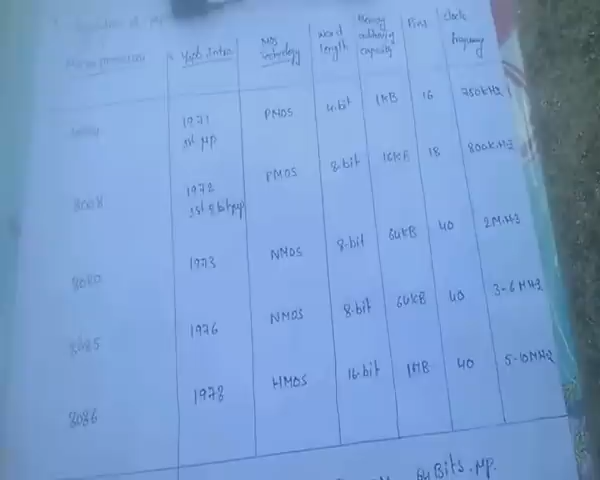 Microprocessor Year Intro. MOS Technology Word length Memory addressing capacity Pins Clock frequency
4004 1971 1st μp PMOS 4-bit 1KB 16 750KHZ
8008 1972 1st 8bit μp PMOS 8-bit 16KB 18 800KHZ
8080 1973 NMOS 8-bit 64KB 40 2MHZ
8085 1976 NMOS 8-bit 64KB 40 3-6MHZ
8086 1978 HMOS 16-bit 1MB 40 5-10MHZ
64 Bits. μp.